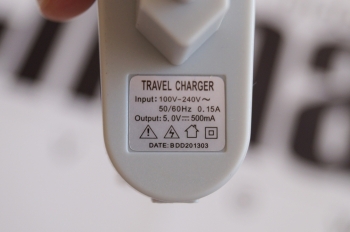 TRAVEL CHARGER
Input: 100V-240V～
50/60Hz 0.15A
Output: 5.0V⎓500mA
DATE: BDD201303